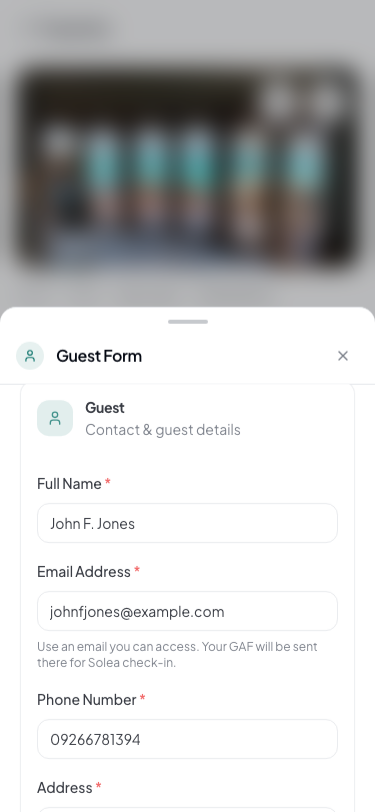 Guest Form
Guest
Contact & guest details
Full Name *
John F. Jones
Email Address *
johnfjones@example.com
Use an email you can access. Your GAF will be sent
there for Solea check-in.
Phone Number *
09266781394
Address *